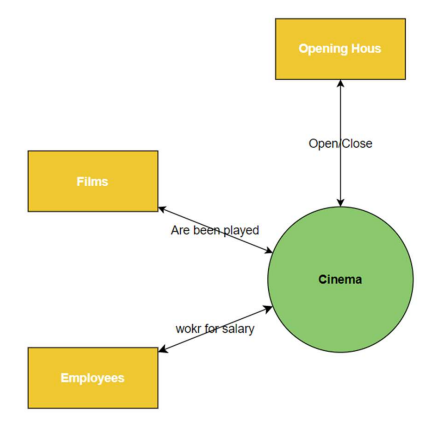 Opening Hous
Open/Close
Films
Are been played
Cinema
wokr for salary
Employees